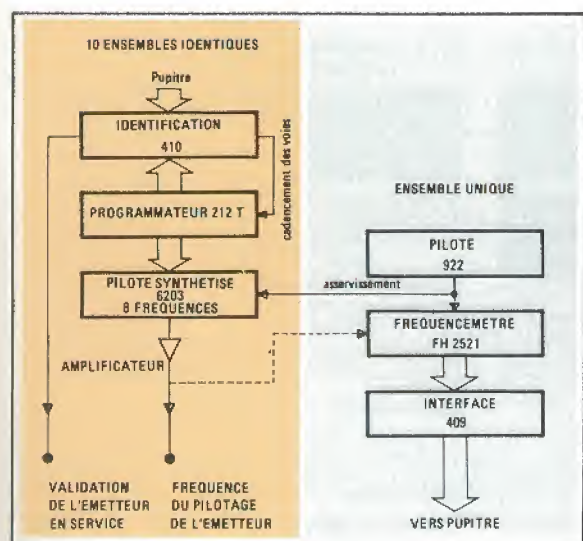 10 ENSEMBLES IDENTIQUES
Pupitre
IDENTIFICATION
410
cadencement des voies
PROGRAMMATEUR 212 T
PILOTE SYNTHETISE
6203
8 FREQUENCES
AMPLIFICATEUR
VALIDATION
DE L'EMETTEUR
EN SERVICE
FREQUENCE
DU PILOTAGE
DE L'EMETTEUR
ENSEMBLE UNIQUE
PILOTE
922
asservissement
FREQUENCEMETRE
FH 2521
INTERFACE
409
VERS PUPITRE